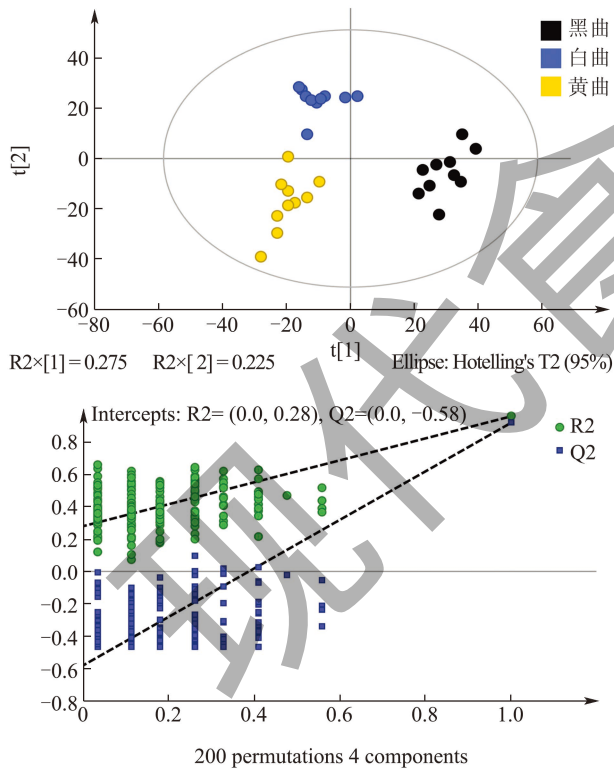 黑曲
白曲
黄曲
t[2]
60
40
20
0
−20
−40
−60
−80 −60 −40 −20 0 20 40 60
t[1]
R2×[1]=0.275 R2×[ 2]=0.225 Ellipse: Hotelling's T2 (95%)
Intercepts: R2= (0.0, 0.28), Q2=(0.0, −0.58)
R2
Q2
0.8
0.6
0.4
0.2
0.0
−0.2
−0.4
−0.6
−0.8
0 0.2 0.4 0.6 0.8 1.0
200 permutations 4 components
现代食